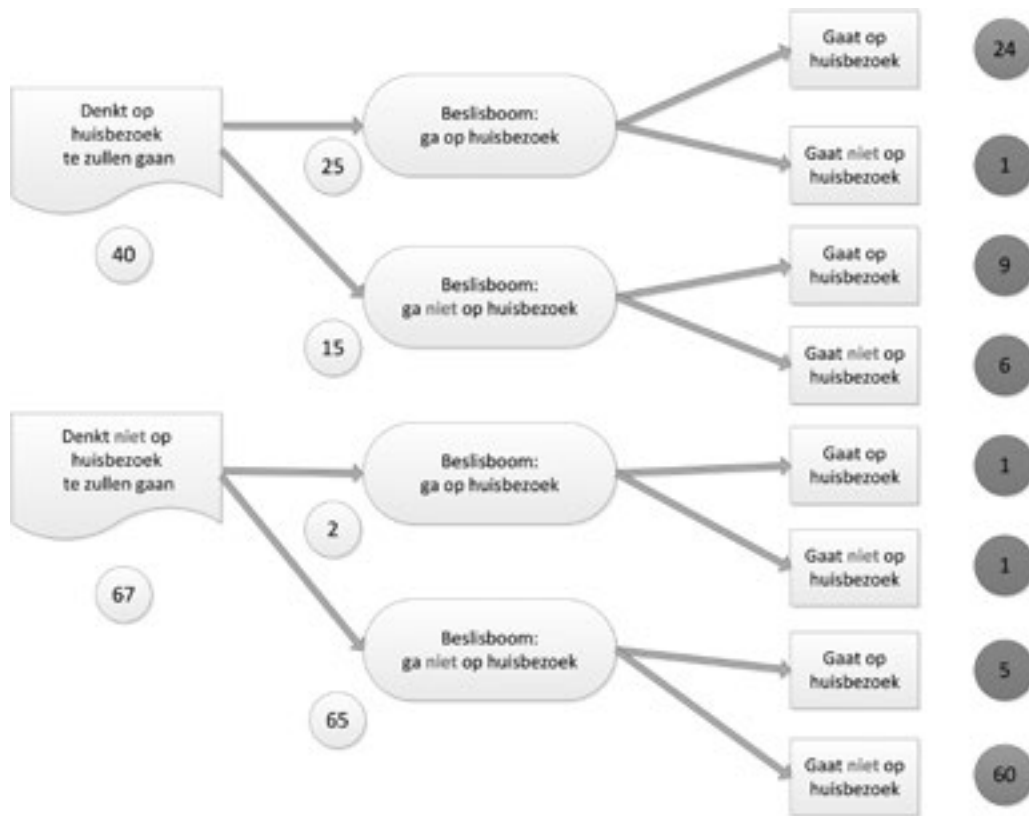 Denkt op
huisbezoek
te zullen gaan
40
25
Beslisboom:
ga op huisbezoek
Gaat op
huisbezoek
24
Gaat niet op
huisbezoek
1
15
Beslisboom:
ga niet op huisbezoek
Gaat op
huisbezoek
9
Gaat niet op
huisbezoek
6
Denkt niet op
huisbezoek
te zullen gaan
67
2
Beslisboom:
ga op huisbezoek
Gaat op
huisbezoek
1
Gaat niet op
huisbezoek
1
65
Beslisboom:
ga niet op huisbezoek
Gaat op
huisbezoek
5
Gaat niet op
huisbezoek
60